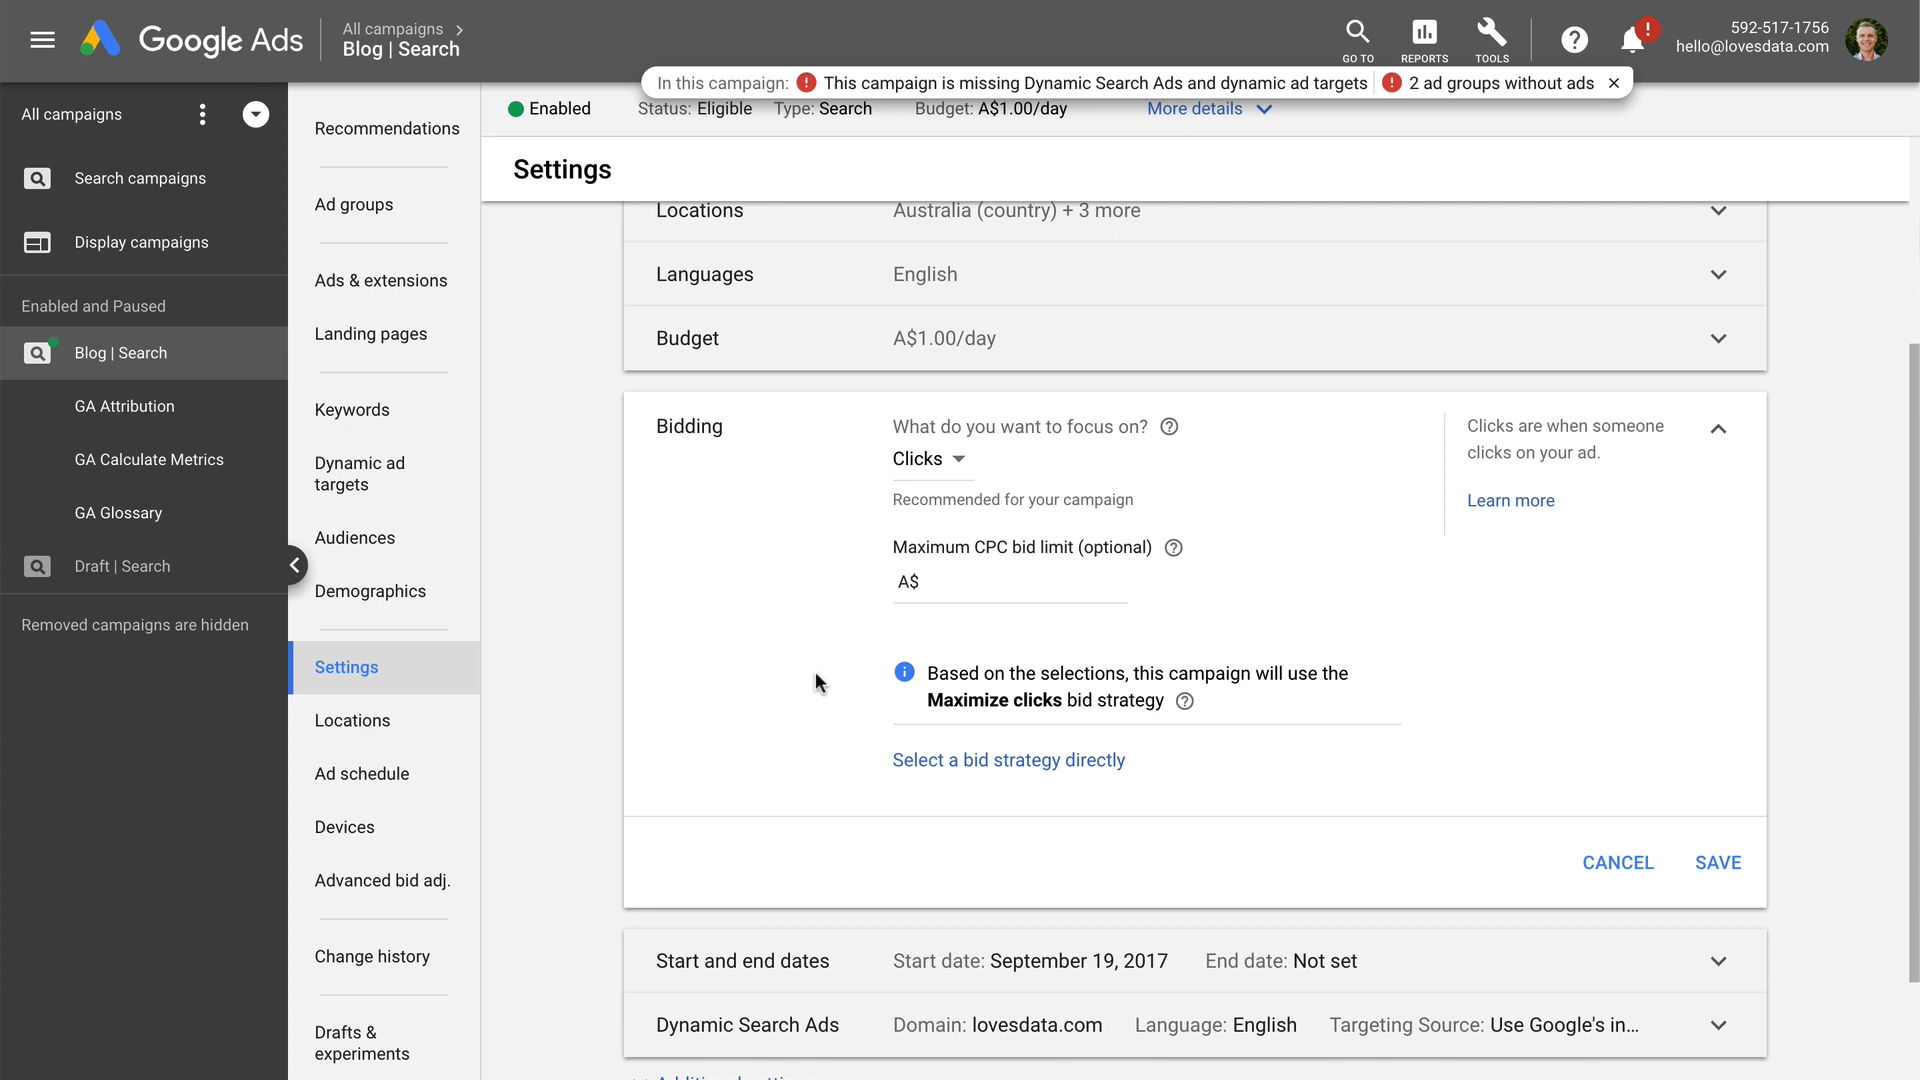 Google Ads
All campaigns
Blog | Search
GO TO
REPORTS
TOOLS
!
592-517-1756
hello@lovesdata.com
In this campaign: ! This campaign is missing Dynamic Search Ads and dynamic ad targets ! 2 ad groups without ads ×
All campaigns
Search campaigns
Display campaigns
Enabled and Paused
Blog | Search
GA Attribution
GA Calculate Metrics
GA Glossary
Draft | Search
Removed campaigns are hidden
Recommendations
Ad groups
Ads & extensions
Landing pages
Keywords
Dynamic ad
targets
Audiences
Demographics
Settings
Locations
Ad schedule
Devices
Advanced bid adj.
Change history
Drafts &
experiments
Enabled Status: Eligible Type: Search Budget: A$1.00/day More details
Settings
Locations Australia (country) + 3 more
Languages English
Budget A$1.00/day
Bidding
What do you want to focus on?
Clicks
Recommended for your campaign
Maximum CPC bid limit (optional)
A$
Based on the selections, this campaign will use the
Maximize clicks bid strategy
Select a bid strategy directly
Clicks are when someone
clicks on your ad.
Learn more
CANCEL SAVE
Start and end dates Start date: September 19, 2017 End date: Not set
Dynamic Search Ads Domain: lovesdata.com Language: English Targeting Source: Use Google's in...